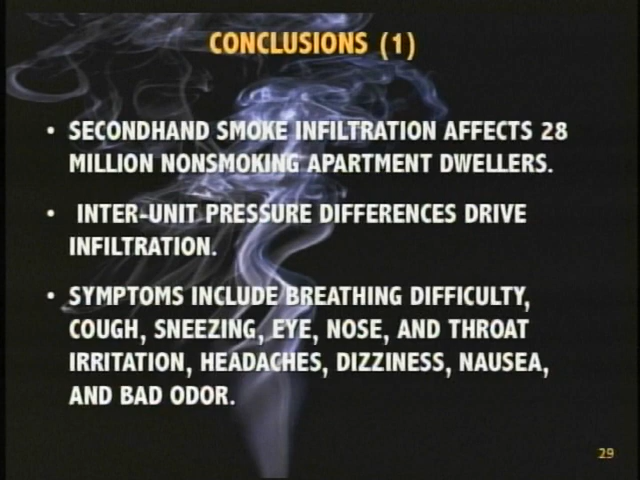 CONCLUSIONS (1)
• SECONDHAND SMOKE INFILTRATION AFFECTS 28
MILLION NONSMOKING APARTMENT DWELLERS.
• INTER-UNIT PRESSURE DIFFERENCES DRIVE
INFILTRATION.
• SYMPTOMS INCLUDE BREATHING DIFFICULTY,
COUGH, SNEEZING, EYE, NOSE, AND THROAT
IRRITATION, HEADACHES, DIZZINESS, NAUSEA,
AND BAD ODOR.
29